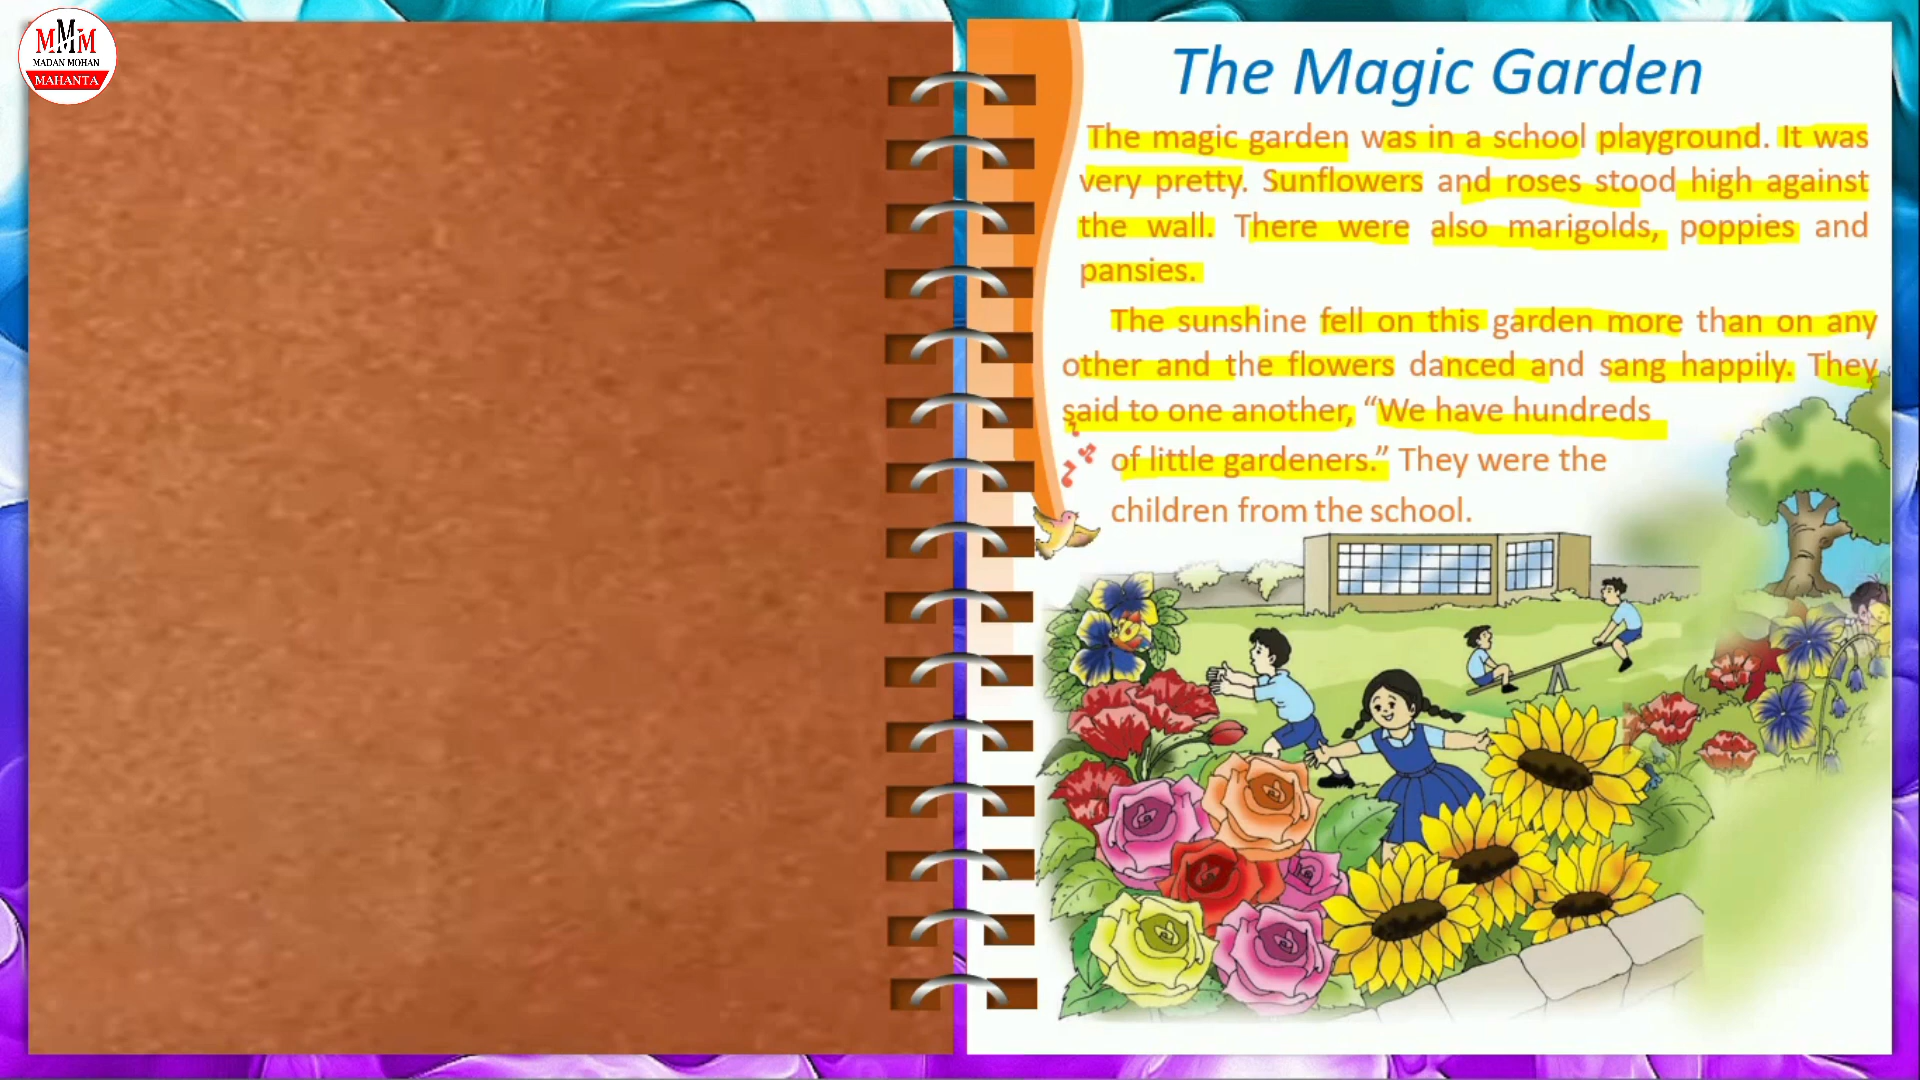 MMM
MADAN MOHAN
MAHANTA
The Magic Garden
The magic garden was in a school playground. It was
very pretty. Sunflowers and roses stood high against
the wall. There were also marigolds, poppies and
pansies.
The sunshine fell on this garden more than on any
other and the flowers danced and sang happily. They
said to one another, “We have hundreds
of little gardeners.” They were the
children from the school.